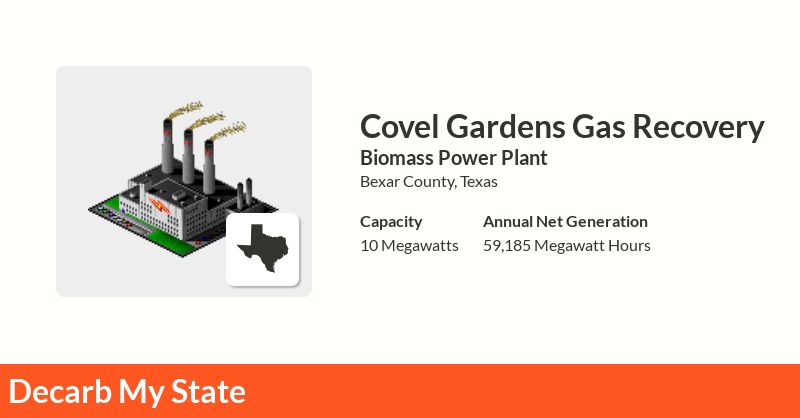 Covel Gardens Gas Recovery
Biomass Power Plant
Bexar County, Texas
Capacity
10 Megawatts
Annual Net Generation
59,185 Megawatt Hours
Decarb My State